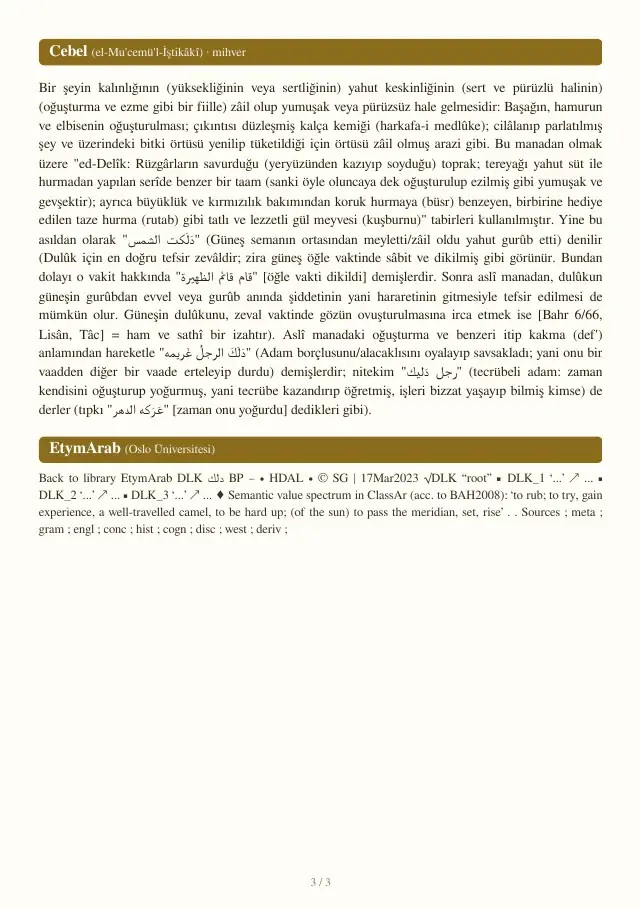 Cebel (el-Mu'cemü'l-İştikâkî) · mihver
Bir şeyin kalınlığının (yüksekliğinin veya sertliğinin) yahut keskinliğinin (sert ve pürüzlü halinin)
(oğuşturma ve ezme gibi bir fiille) zâil olup yumuşak veya pürüzsüz hale gelmesidir: Başağın, hamurun
ve elbisenin oğuşturulması; çıkıntısı düzleşmiş kalça kemiği (harkafa-i medlûke); cilâlanıp parlatılmış
şey ve üzerindeki bitki örtüsü yenilip tüketildiği için örtüsü zâil olmuş arazi gibi. Bu manadan olmak
üzere "ed-Delîk: Rüzgârların savurduğu (yeryüzünden kazıyıp soyduğu) toprak; tereyağı yahut süt ile
hurmadan yapılan serîde benzer bir taam (sanki öyle oluncaya dek oğuşturulup ezilmiş gibi yumuşak ve
gevşektir); ayrıca büyüklük ve kırmızılık bakımından koruk hurmaya (büsr) benzeyen, birbirine hediye
edilen taze hurma (rutab) gibi tatlı ve lezzetli gül meyvesi (kuşburnu)" tabirleri kullanılmıştır. Yine bu
asıldan olarak "دَلَكت الشمس" (Güneş semanın ortasından meyletti/zâil oldu yahut gurûb etti) denilir
(Dulûk için en doğru tefsir zevâldir; zira güneş öğle vaktinde sâbit ve dikilmiş gibi görünür. Bundan
dolayı o vakit hakkında "قام قائم الظهيرة" [öğle vakti dikildi] demişlerdir. Sonra aslî manadan, dulûkun
güneşin gurûbdan evvel veya gurûb anında şiddetinin yani hararetinin gitmesiyle tefsir edilmesi de
mümkün olur. Güneşin dulûkunu, zeval vaktinde gözün ovuşturulmasına irca etmek ise [Bahr 6/66,
Lisân, Tâc] = ham ve sathî bir izahtır). Aslî manadaki oğuşturma ve benzeri itip kakma (def')
anlamından hareketle "دَلَكَ الرجلُ غَريمه" (Adam borçlusunu/alacaklısını oyalayıp savsakladı; yani onu bir
vaadden diğer bir vaade erteleyip durdu) demişlerdir; nitekim "رجل دليك" (tecrübeli adam: zaman
kendisini oğuşturup yoğurmuş, yani tecrübe kazandırıp öğretmiş, işleri bizzat yaşayıp bilmiş kimse) de
derler (tıpkı "عَرَكه الدهر" [zaman onu yoğurdu] dedikleri gibi).
EtymArab (Oslo Üniversitesi)
Back to library EtymArab DLK دلك BP – • HDAL • © SG | 17Mar2023 √DLK “root” ▪ DLK_1 ‘...’ ↗ ... ▪
DLK_2 ‘...’ ↗ ... ▪ DLK_3 ‘...’ ↗ ... ♦ Semantic value spectrum in ClassAr (acc. to BAH2008): ‘to rub; to try, gain
experience, a well-travelled camel, to be hard up; (of the sun) to pass the meridian, set, rise’ . . Sources ; meta ;
gram ; engl ; conc ; hist ; cogn ; disc ; west ; deriv ;
3 / 3